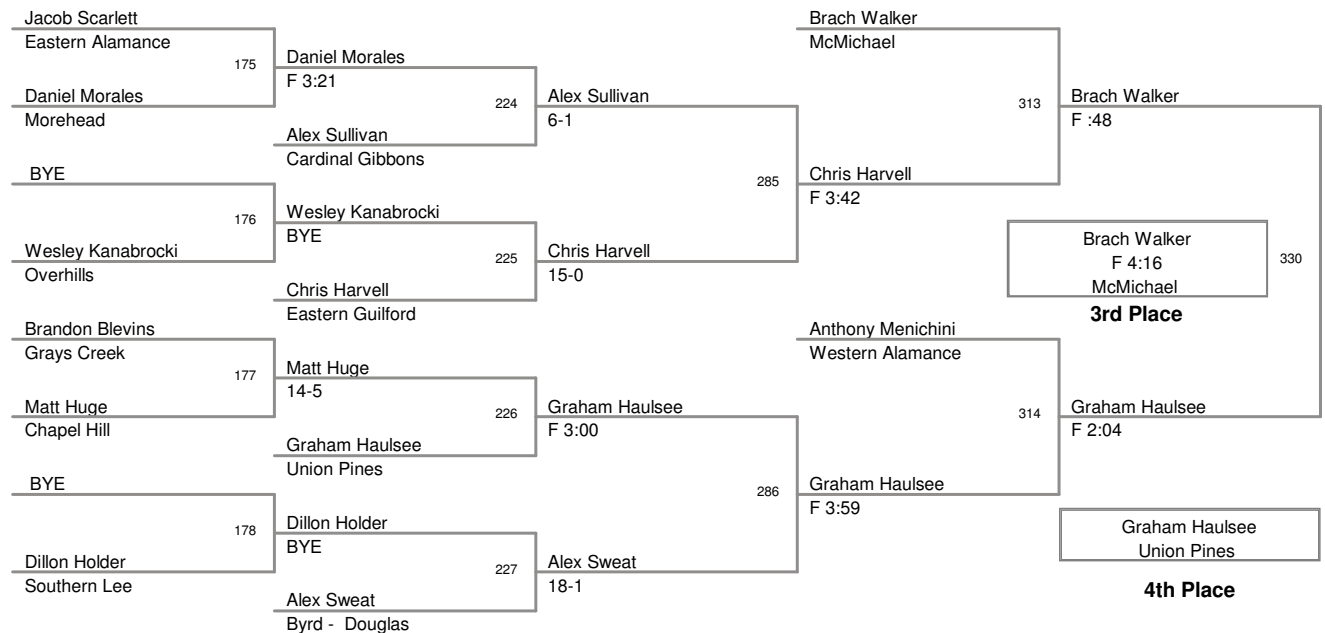 Jacob Scarlett
Eastern Alamance
175
Daniel Morales
Morehead
BYE
176
Wesley Kanabrocki
Overhills
Brandon Blevins
Grays Creek
177
Matt Huge
Chapel Hill
BYE
178
Dillon Holder
Southern Lee
Daniel Morales
F 3:21
224
Alex Sullivan
Cardinal Gibbons
Wesley Kanabrocki
BYE
225
Chris Harvell
Eastern Guilford
Matt Huge
14-5
226
Graham Haulsee
Union Pines
Dillon Holder
BYE
227
Alex Sweat
Byrd - Douglas
Alex Sullivan
6-1
285
Chris Harvell
15-0
Graham Haulsee
F 3:00
286
Alex Sweat
18-1
Brach Walker
McMichael
313
Chris Harvell
F 3:42
Anthony Menichini
Western Alamance
314
Graham Haulsee
F 3:59
Brach Walker
F :48
330
Graham Haulsee
F 2:04
Brach Walker
F 4:16
McMichael
3rd Place
Graham Haulsee
Union Pines
4th Place